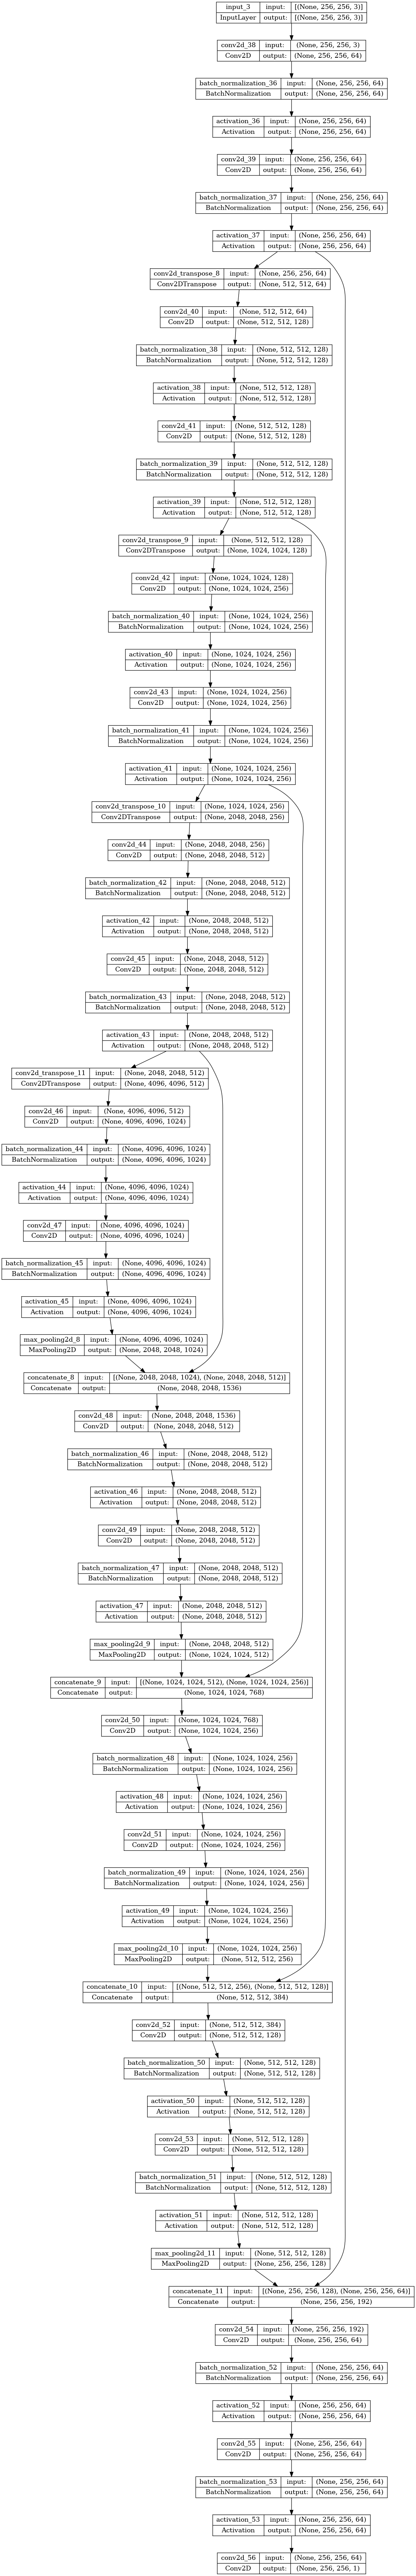 input_3 input: [(None, 256, 256, 3)]
InputLayer output: [(None, 256, 256, 3)]
conv2d_38 input: (None, 256, 256, 3)
Conv2D output: (None, 256, 256, 64)
batch_normalization_36 input: (None, 256, 256, 64)
BatchNormalization output: (None, 256, 256, 64)
activation_36 input: (None, 256, 256, 64)
Activation output: (None, 256, 256, 64)
conv2d_39 input: (None, 256, 256, 64)
Conv2D output: (None, 256, 256, 64)
batch_normalization_37 input: (None, 256, 256, 64)
BatchNormalization output: (None, 256, 256, 64)
activation_37 input: (None, 256, 256, 64)
Activation output: (None, 256, 256, 64)
conv2d_transpose_8 input: (None, 256, 256, 64)
Conv2DTranspose output: (None, 512, 512, 64)
conv2d_40 input: (None, 512, 512, 64)
Conv2D output: (None, 512, 512, 128)
batch_normalization_38 input: (None, 512, 512, 128)
BatchNormalization output: (None, 512, 512, 128)
activation_38 input: (None, 512, 512, 128)
Activation output: (None, 512, 512, 128)
conv2d_41 input: (None, 512, 512, 128)
Conv2D output: (None, 512, 512, 128)
batch_normalization_39 input: (None, 512, 512, 128)
BatchNormalization output: (None, 512, 512, 128)
activation_39 input: (None, 512, 512, 128)
Activation output: (None, 512, 512, 128)
conv2d_transpose_9 input: (None, 512, 512, 128)
Conv2DTranspose output: (None, 1024, 1024, 128)
conv2d_42 input: (None, 1024, 1024, 128)
Conv2D output: (None, 1024, 1024, 256)
batch_normalization_40 input: (None, 1024, 1024, 256)
BatchNormalization output: (None, 1024, 1024, 256)
activation_40 input: (None, 1024, 1024, 256)
Activation output: (None, 1024, 1024, 256)
conv2d_43 input: (None, 1024, 1024, 256)
Conv2D output: (None, 1024, 1024, 256)
batch_normalization_41 input: (None, 1024, 1024, 256)
BatchNormalization output: (None, 1024, 1024, 256)
activation_41 input: (None, 1024, 1024, 256)
Activation output: (None, 1024, 1024, 256)
conv2d_transpose_10 input: (None, 1024, 1024, 256)
Conv2DTranspose output: (None, 2048, 2048, 256)
conv2d_44 input: (None, 2048, 2048, 256)
Conv2D output: (None, 2048, 2048, 512)
batch_normalization_42 input: (None, 2048, 2048, 512)
BatchNormalization output: (None, 2048, 2048, 512)
activation_42 input: (None, 2048, 2048, 512)
Activation output: (None, 2048, 2048, 512)
conv2d_45 input: (None, 2048, 2048, 512)
Conv2D output: (None, 2048, 2048, 512)
batch_normalization_43 input: (None, 2048, 2048, 512)
BatchNormalization output: (None, 2048, 2048, 512)
activation_43 input: (None, 2048, 2048, 512)
Activation output: (None, 2048, 2048, 512)
conv2d_transpose_11 input: (None, 2048, 2048, 512)
Conv2DTranspose output: (None, 4096, 4096, 512)
conv2d_46 input: (None, 4096, 4096, 512)
Conv2D output: (None, 4096, 4096, 1024)
batch_normalization_44 input: (None, 4096, 4096, 1024)
BatchNormalization output: (None, 4096, 4096, 1024)
activation_44 input: (None, 4096, 4096, 1024)
Activation output: (None, 4096, 4096, 1024)
conv2d_47 input: (None, 4096, 4096, 1024)
Conv2D output: (None, 4096, 4096, 1024)
batch_normalization_45 input: (None, 4096, 4096, 1024)
BatchNormalization output: (None, 4096, 4096, 1024)
activation_45 input: (None, 4096, 4096, 1024)
Activation output: (None, 4096, 4096, 1024)
max_pooling2d_8 input: (None, 4096, 4096, 1024)
MaxPooling2D output: (None, 2048, 2048, 1024)
concatenate_8 input: [(None, 2048, 2048, 1024), (None, 2048, 2048, 512)]
Concatenate output: (None, 2048, 2048, 1536)
conv2d_48 input: (None, 2048, 2048, 1536)
Conv2D output: (None, 2048, 2048, 512)
batch_normalization_46 input: (None, 2048, 2048, 512)
BatchNormalization output: (None, 2048, 2048, 512)
activation_46 input: (None, 2048, 2048, 512)
Activation output: (None, 2048, 2048, 512)
conv2d_49 input: (None, 2048, 2048, 512)
Conv2D output: (None, 2048, 2048, 512)
batch_normalization_47 input: (None, 2048, 2048, 512)
BatchNormalization output: (None, 2048, 2048, 512)
activation_47 input: (None, 2048, 2048, 512)
Activation output: (None, 2048, 2048, 512)
max_pooling2d_9 input: (None, 2048, 2048, 512)
MaxPooling2D output: (None, 1024, 1024, 512)
concatenate_9 input: [(None, 1024, 1024, 512), (None, 1024, 1024, 256)]
Concatenate output: (None, 1024, 1024, 768)
conv2d_50 input: (None, 1024, 1024, 768)
Conv2D output: (None, 1024, 1024, 256)
batch_normalization_48 input: (None, 1024, 1024, 256)
BatchNormalization output: (None, 1024, 1024, 256)
activation_48 input: (None, 1024, 1024, 256)
Activation output: (None, 1024, 1024, 256)
conv2d_51 input: (None, 1024, 1024, 256)
Conv2D output: (None, 1024, 1024, 256)
batch_normalization_49 input: (None, 1024, 1024, 256)
BatchNormalization output: (None, 1024, 1024, 256)
activation_49 input: (None, 1024, 1024, 256)
Activation output: (None, 1024, 1024, 256)
max_pooling2d_10 input: (None, 1024, 1024, 256)
MaxPooling2D output: (None, 512, 512, 256)
concatenate_10 input: [(None, 512, 512, 256), (None, 512, 512, 128)]
Concatenate output: (None, 512, 512, 384)
conv2d_52 input: (None, 512, 512, 384)
Conv2D output: (None, 512, 512, 128)
batch_normalization_50 input: (None, 512, 512, 128)
BatchNormalization output: (None, 512, 512, 128)
activation_50 input: (None, 512, 512, 128)
Activation output: (None, 512, 512, 128)
conv2d_53 input: (None, 512, 512, 128)
Conv2D output: (None, 512, 512, 128)
batch_normalization_51 input: (None, 512, 512, 128)
BatchNormalization output: (None, 512, 512, 128)
activation_51 input: (None, 512, 512, 128)
Activation output: (None, 512, 512, 128)
max_pooling2d_11 input: (None, 512, 512, 128)
MaxPooling2D output: (None, 256, 256, 128)
concatenate_11 input: [(None, 256, 256, 128), (None, 256, 256, 64)]
Concatenate output: (None, 256, 256, 192)
conv2d_54 input: (None, 256, 256, 192)
Conv2D output: (None, 256, 256, 64)
batch_normalization_52 input: (None, 256, 256, 64)
BatchNormalization output: (None, 256, 256, 64)
activation_52 input: (None, 256, 256, 64)
Activation output: (None, 256, 256, 64)
conv2d_55 input: (None, 256, 256, 64)
Conv2D output: (None, 256, 256, 64)
batch_normalization_53 input: (None, 256, 256, 64)
BatchNormalization output: (None, 256, 256, 64)
activation_53 input: (None, 256, 256, 64)
Activation output: (None, 256, 256, 64)
conv2d_56 input: (None, 256, 256, 64)
Conv2D output: (None, 256, 256, 1)